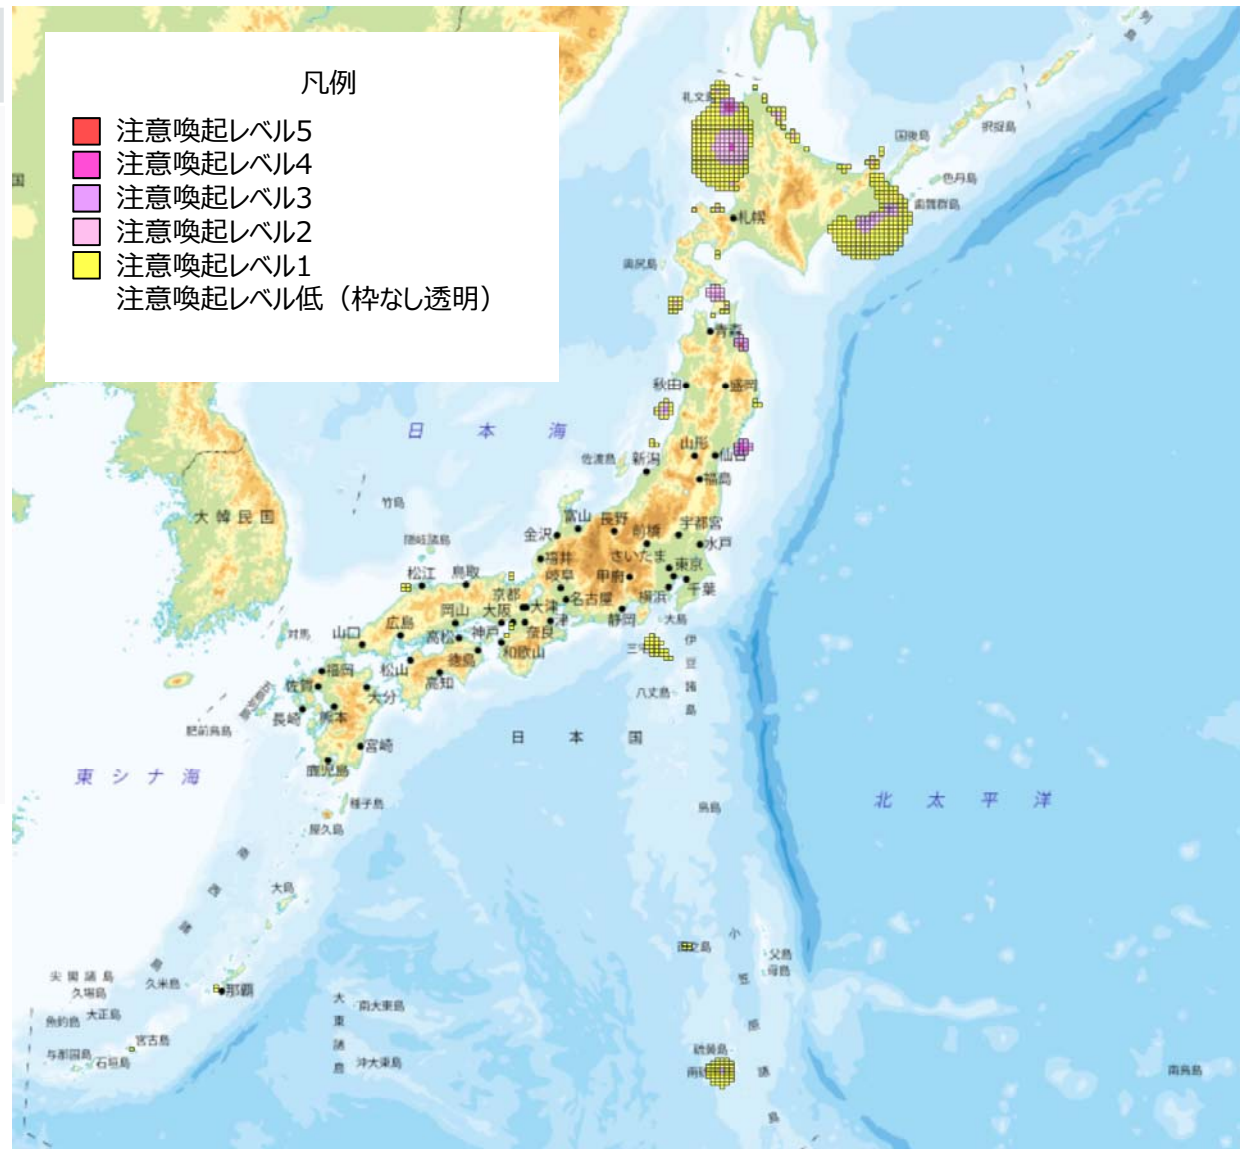 凡例
注意喚起レベル5
注意喚起レベル4
注意喚起レベル3
注意喚起レベル2
注意喚起レベル1
注意喚起レベル低（枠なし透明）
列島
国
礼文島
国後島
択捉島
色丹島
歯舞群島
札幌
奥尻島
青森
秋田
盛岡
日本海
山形
仙台
佐渡島
新潟
福島
竹島
大韓民国
富山
長野
宇都宮
金沢
前橋
水戸
隠岐諸島
福井
さいたま
松江
鳥取
岐阜
甲府
東京
千葉
京都
大津
名古屋
横浜
岡山
大阪
静岡
大島
対馬
広島
神戸
奈良
津
山口
高松
和歌山
伊豆諸島
松山
徳島
福岡
高知
佐賀
大分
八丈島
長崎
熊本
肥前鳥島
宮崎
日本国
東シナ海
鹿児島
北太平洋
種子島
鳥島
屋久島
南西諸島
大島
小笠原諸島
西之島
父島
母島
尖閣諸島
久場島
久米島
那覇
大正島
魚釣島
大東諸島
南大東島
宮古島
与那国島
石垣島
沖大東島
硫黄島
南鳥島